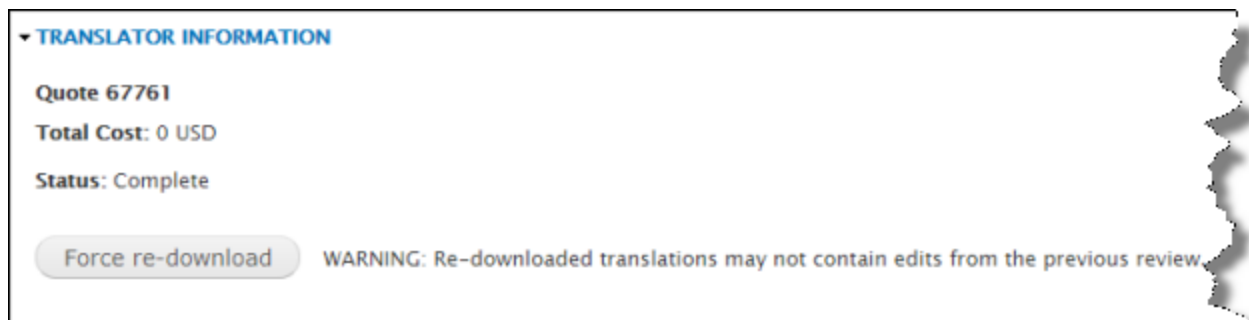 TRANSLATOR INFORMATION
Quote 67761
Total Cost: 0 USD
Status: Complete
Force re-download WARNING: Re-downloaded translations may not contain edits from the previous review.